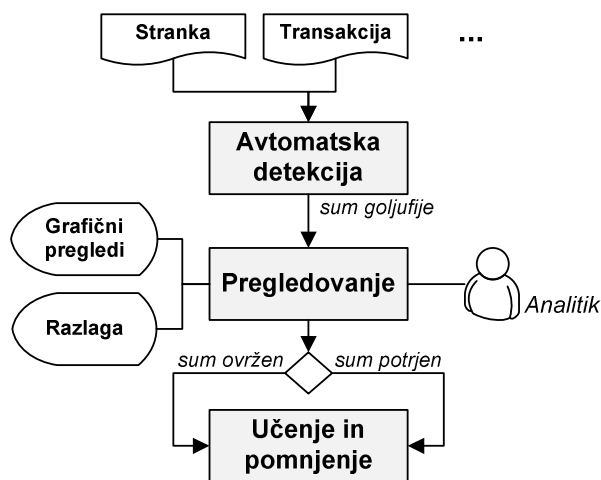 Stranka
Transakcija
...
Avtomatska
detekcija
sum goljufije
Grafični
pregledi
Pregledovanje
Razlaga
Analitik
sum ovržen
sum potrjen
Učenje in
pomnjenje